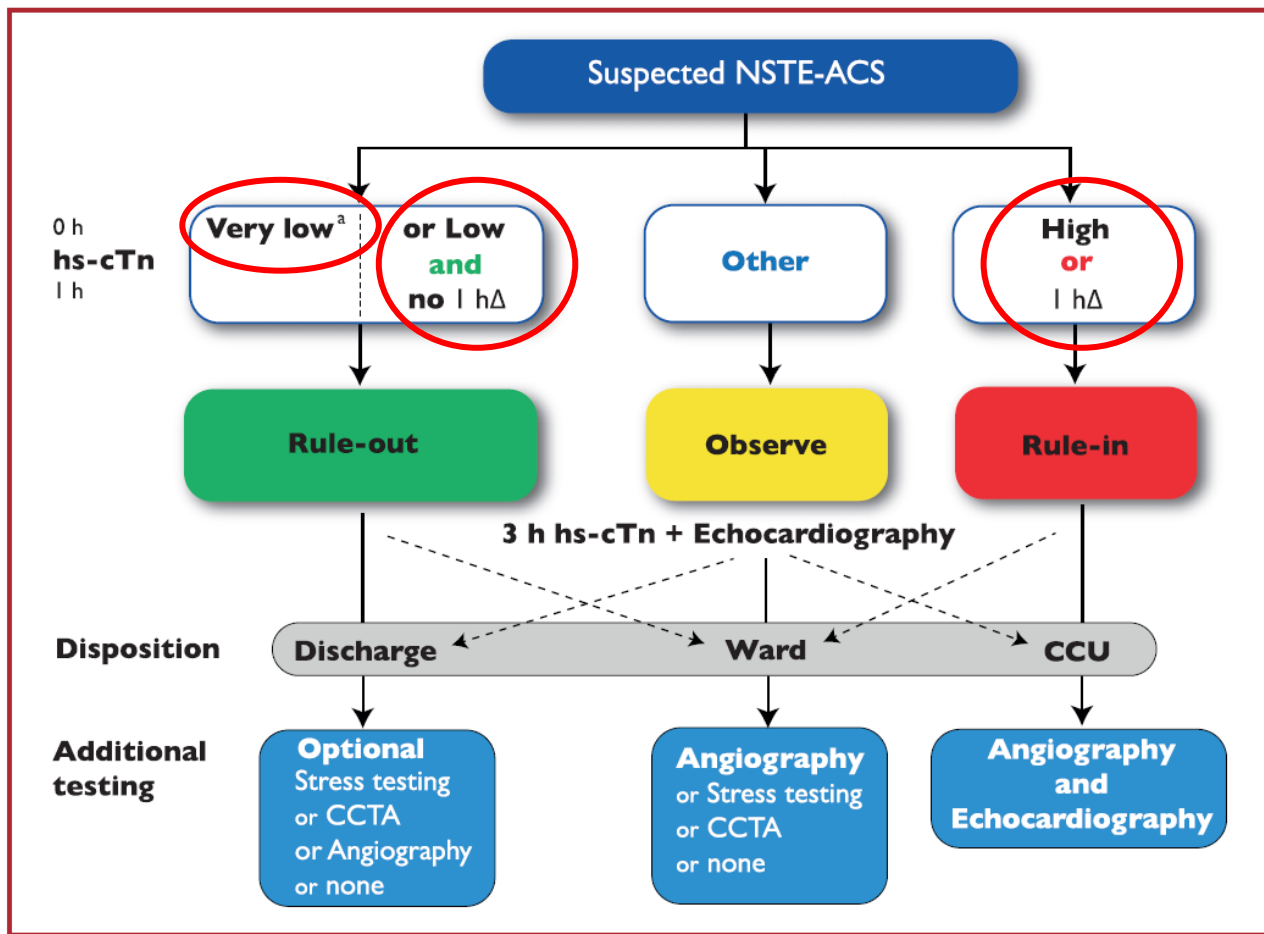 Suspected NSTE-ACS
0 h
hs-cTn
1 h
Very low^a
or Low
and
no 1 hΔ
Other
High
or
1 hΔ
Rule-out
Observe
Rule-in
3 h hs-cTn + Echocardiography
Disposition
Discharge
Ward
CCU
Additional
testing
Optional
Stress testing
or CCTA
or Angiography
or none
Angiography
or Stress testing
or CCTA
or none
Angiography
and
Echocardiography